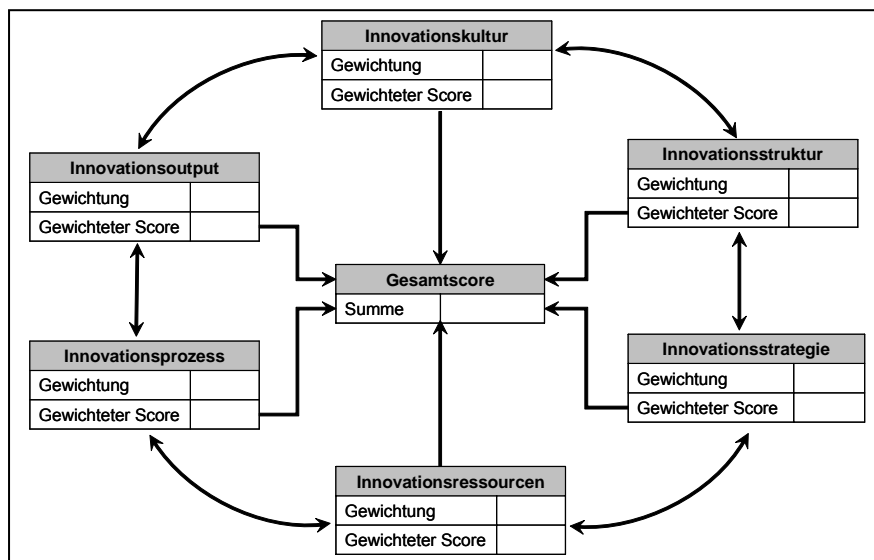 Innovationskultur
Gewichtung
Gewichteter Score
Innovationsoutput
Gewichtung
Gewichteter Score
Innovationsstruktur
Gewichtung
Gewichteter Score
Gesamtscore
Summe
Innovationsprozess
Gewichtung
Gewichteter Score
Innovationsstrategie
Gewichtung
Gewichteter Score
Innovationsressourcen
Gewichtung
Gewichteter Score